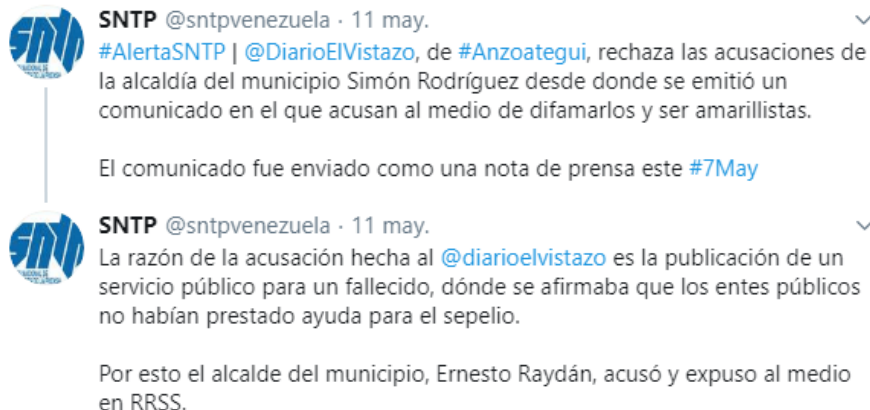 SNTP @sntpvenezuela · 11 may.
#AlertaSNTP | @DiarioElVistazo, de #Anzoategui, rechaza las acusaciones de
la alcaldía del municipio Simón Rodríguez desde donde se emitió un
comunicado en el que acusan al medio de difamarlos y ser amarillistas.
El comunicado fue enviado como una nota de prensa este #7May
SNTP @sntpvenezuela · 11 may.
La razón de la acusación hecha al @diarioelvistazo es la publicación de un
servicio público para un fallecido, dónde se afirmaba que los entes públicos
no habían prestado ayuda para el sepelio.
Por esto el alcalde del municipio, Ernesto Raydán, acusó y expuso al medio
en RRSS.